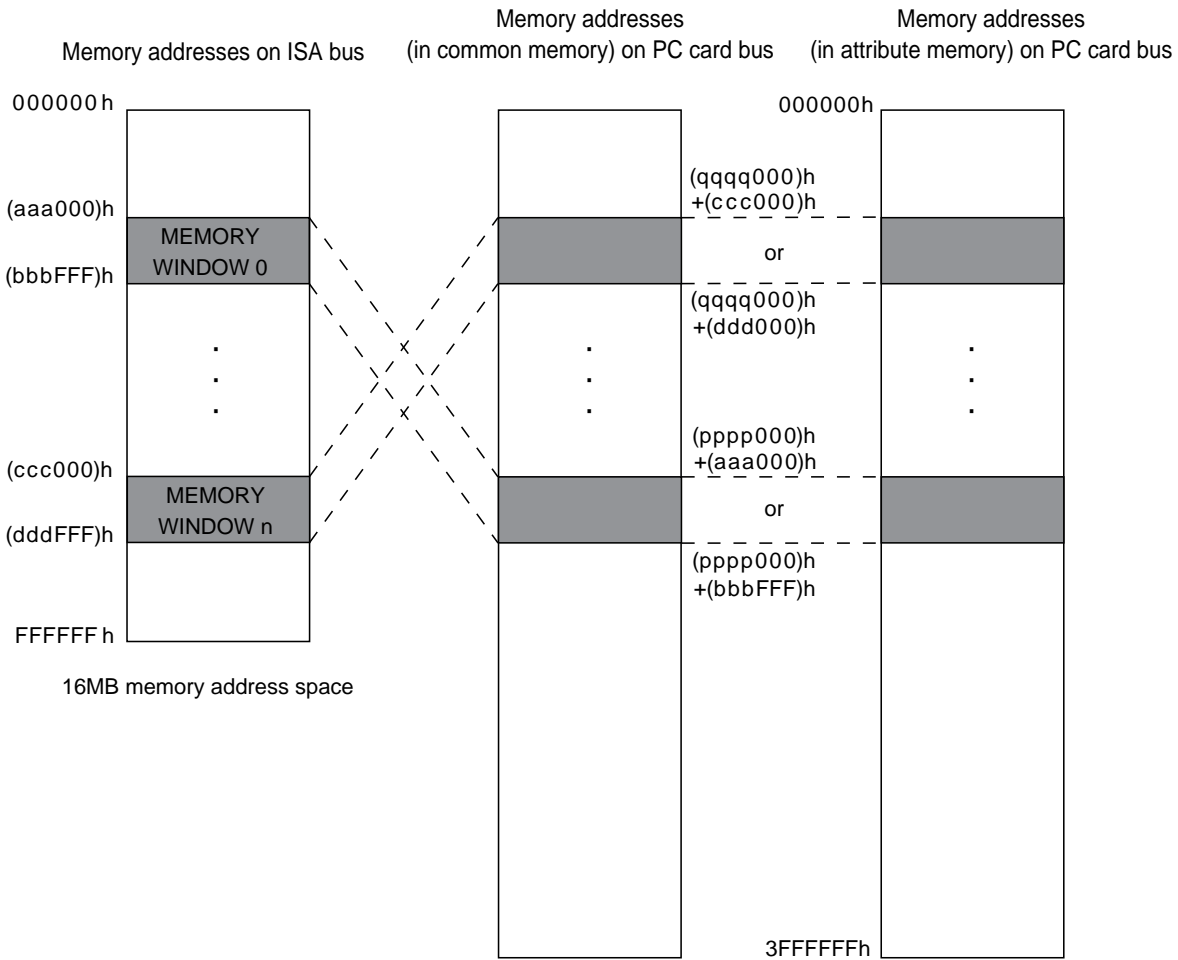 Memory addresses on ISA bus
Memory addresses
(in common memory) on PC card bus
Memory addresses
(in attribute memory) on PC card bus
000000h
000000h
(aaa000)h
(bbbFFF)h
MEMORY
WINDOW 0
(qqqq000)h
+(ccc000)h
or
(qqqq000)h
+(ddd000)h
.
.
.
.
.
.
.
.
.
(ccc000)h
(dddFFF)h
MEMORY
WINDOW n
(pppp000)h
+(aaa000)h
or
(pppp000)h
+(bbbFFF)h
FFFFFFh
16MB memory address space
3FFFFFFh